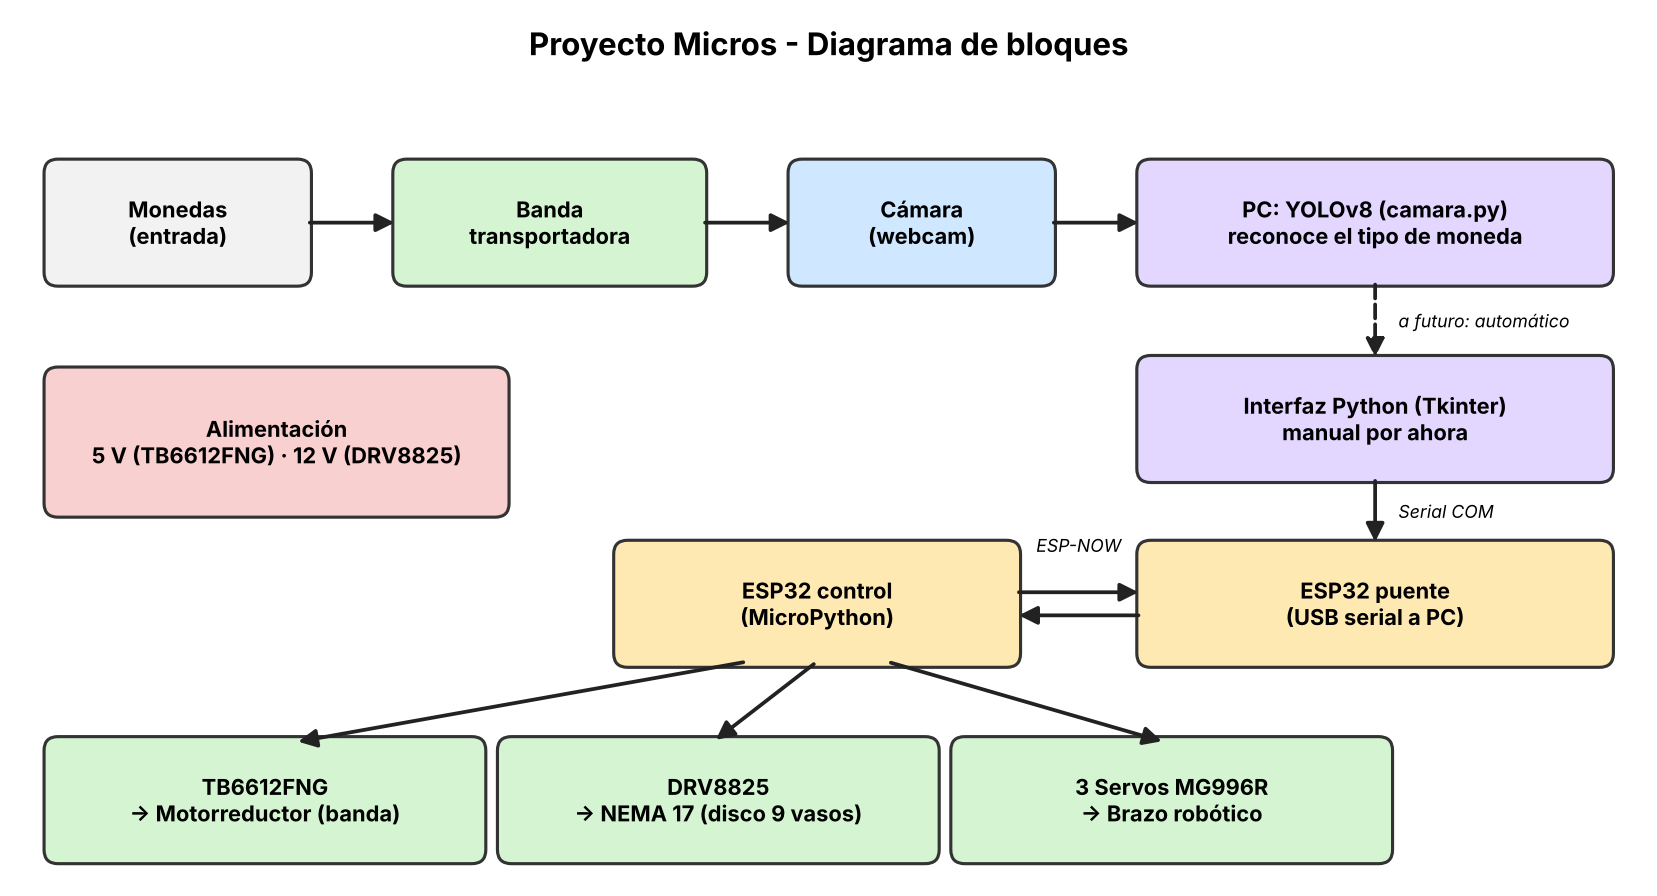 Proyecto Micros - Diagrama de bloques
Monedas
(entrada)
Banda
transportadora
Cámara
(webcam)
PC: YOLOv8 (camara.py)
reconoce el tipo de moneda
a futuro: automático
Alimentación
5 V (TB6612FNG) · 12 V (DRV8825)
Interfaz Python (Tkinter)
manual por ahora
Serial COM
ESP-NOW
ESP32 control
(MicroPython)
ESP32 puente
(USB serial a PC)
TB6612FNG
→ Motorreductor (banda)
DRV8825
→ NEMA 17 (disco 9 vasos)
3 Servos MG996R
→ Brazo robótico